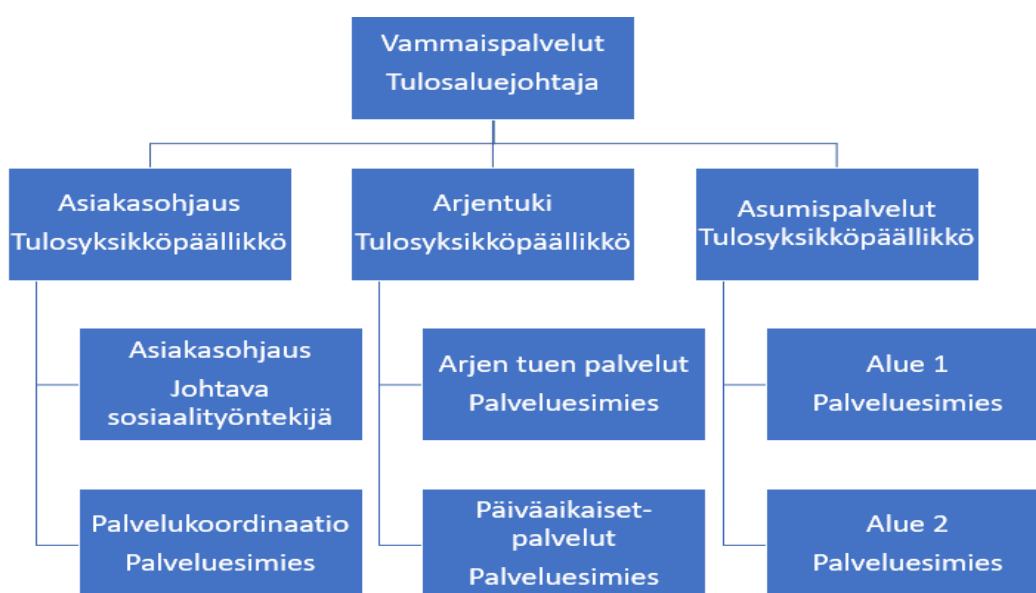 Vammaispalvelut
Tulosaluejohtaja
Asiakasohjaus
Tulosyksikköpäällikkö
Arjentuki
Tulosyksikköpäällikkö
Asumispalvelut
Tulosyksikköpäällikkö
Asiakasohjaus
Johtava
sosiaalityöntekijä
Arjen tuen palvelut
Palveluesimies
Alue 1
Palveluesimies
Palvelukoordinaatio
Palveluesimies
Päiväaikaiset-
palvelut
Palveluesimies
Alue 2
Palveluesimies